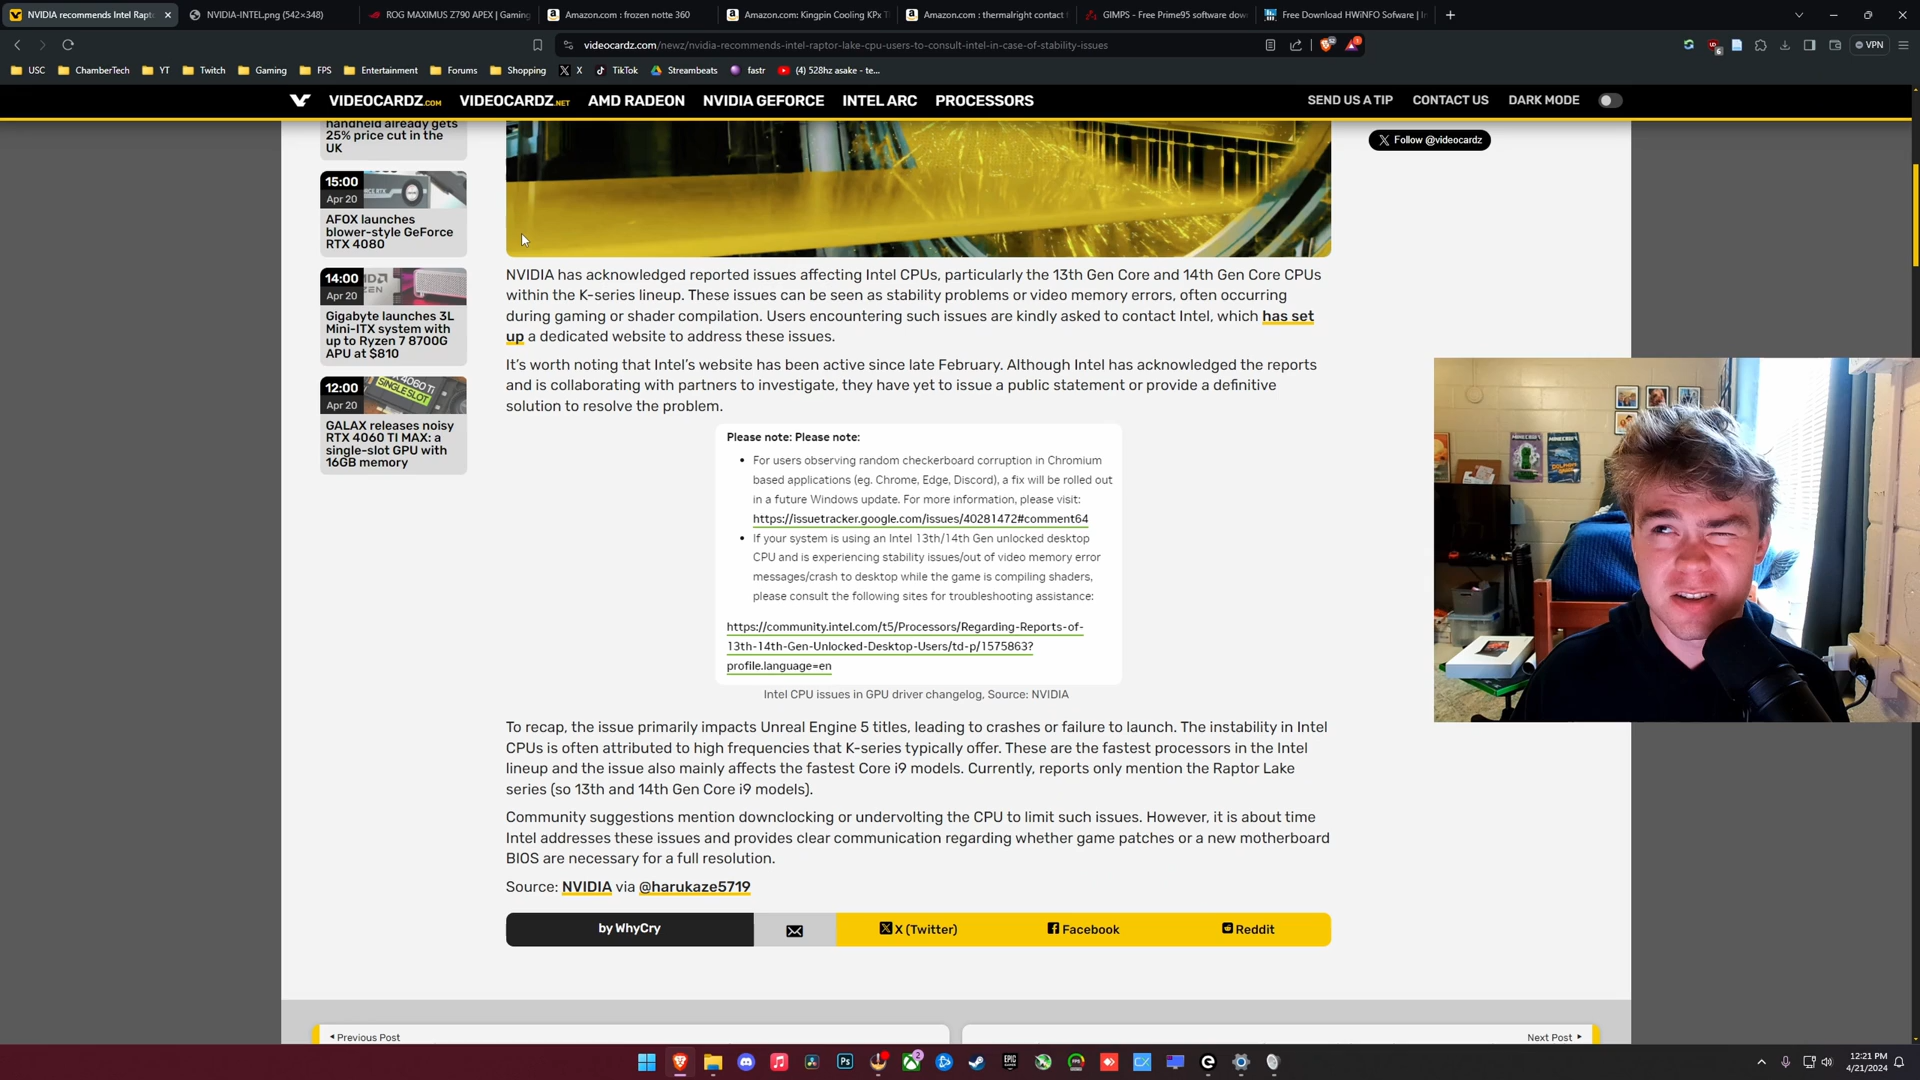 NVIDIA recommends Intel Rapto
NVIDIA-INTEL.png (542×348)
ROG MAXIMUS Z790 APEX | Gaming
Amazon.com : frozen notte 360
Amazon.com: Kingpin Cooling KPx T
Amazon.com : thermalright contact f
GIMPS - Free Prime95 software dow
Free Download HWiNFO Sofware | In
videocardz.com/newz/nvidia-recommends-intel-raptor-lake-cpu-users-to-consult-intel-in-case-of-stability-issues
VPN
USC
ChamberTech
YT
Twitch
Gaming
FPS
Entertainment
Forums
Shopping
X
TikTok
Streambeats
fastr
(4) 528hz asake - te...
VIDEOCARDZ.COM
VIDEOCARDZ.NET
AMD RADEON
NVIDIA GEFORCE
INTEL ARC
PROCESSORS
SEND US A TIP
CONTACT US
DARK MODE
handheld already gets
25% price cut in the
UK
15:00
Apr 20
AFOX launches
blower-style GeForce
RTX 4080
14:00
Apr 20
Gigabyte launches 3L
Mini-ITX system with
up to Ryzen 7 8700G
APU at $810
12:00
Apr 20
4060 Ti
SINGLE SLOT
GALAX releases noisy
RTX 4060 TI MAX: a
single-slot GPU with
16GB memory
Follow @videocardz
NVIDIA has acknowledged reported issues affecting Intel CPUs, particularly the 13th Gen Core and 14th Gen Core CPUs
within the K-series lineup. These issues can be seen as stability problems or video memory errors, often occurring
during gaming or shader compilation. Users encountering such issues are kindly asked to contact Intel, which has set
up a dedicated website to address these issues.
It's worth noting that Intel's website has been active since late February. Although Intel has acknowledged the reports
and is collaborating with partners to investigate, they have yet to issue a public statement or provide a definitive
solution to resolve the problem.
Please note: Please note:
• For users observing random checkerboard corruption in Chromium
based applications (eg. Chrome, Edge, Discord), a fix will be rolled out
in a future Windows update. For more information, please visit:
https://issuetracker.google.com/issues/40281472#comment64
• If your system is using an Intel 13th/14th Gen unlocked desktop
CPU and is experiencing stability issues/out of video memory error
messages/crash to desktop while the game is compiling shaders,
please consult the following sites for troubleshooting assistance:
https://community.intel.com/t5/Processors/Regarding-Reports-of-
13th-14th-Gen-Unlocked-Desktop-Users/td-p/1575863?
profile.language=en
Intel CPU issues in GPU driver changelog, Source: NVIDIA
To recap, the issue primarily impacts Unreal Engine 5 titles, leading to crashes or failure to launch. The instability in Intel
CPUs is often attributed to high frequencies that K-series typically offer. These are the fastest processors in the Intel
lineup and the issue also mainly affects the fastest Core i9 models. Currently, reports only mention the Raptor Lake
series (so 13th and 14th Gen Core i9 models).
Community suggestions mention downclocking or undervolting the CPU to limit such issues. However, it is about time
Intel addresses these issues and provides clear communication regarding whether game patches or a new motherboard
BIOS are necessary for a full resolution.
Source: NVIDIA via @harukaze5719
by WhyCry
X (Twitter)
Facebook
Reddit
Previous Post
Next Post
MINECRAFT
12:21 PM
4/21/2024